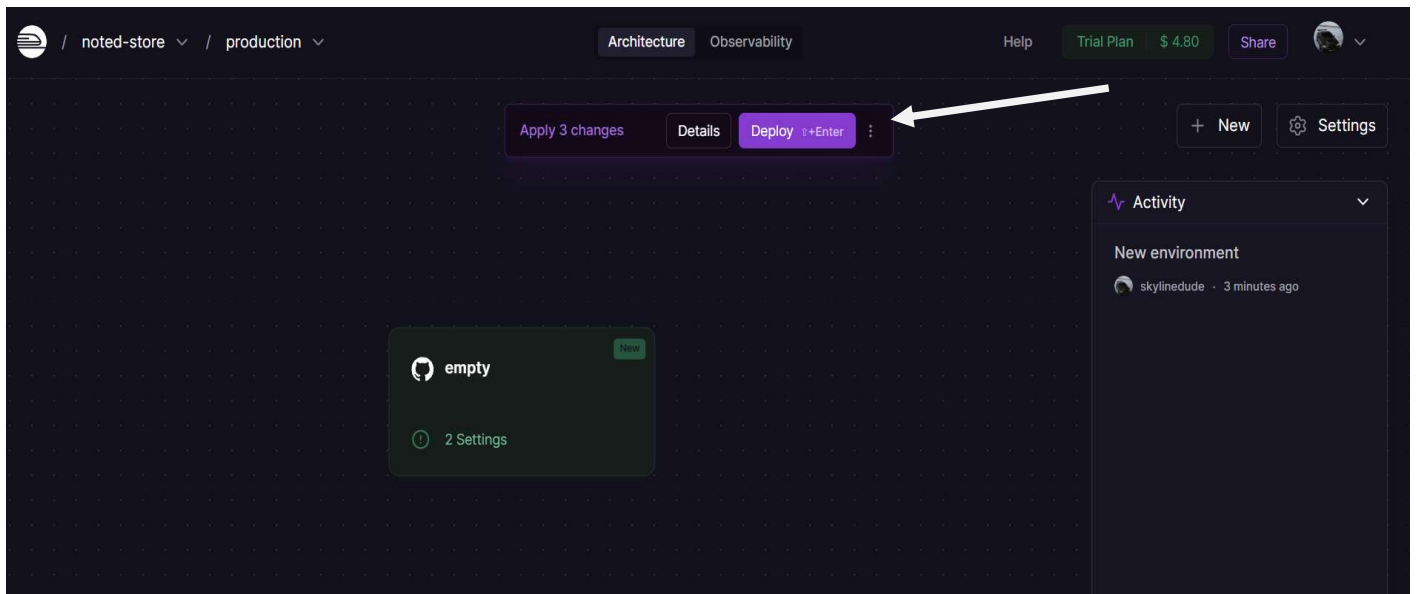 / noted-store / production
Architecture Observability
Help Trial Plan $ 4.80 Share
Apply 3 changes Details Deploy ⇧+Enter
+ New Settings
Activity
New environment
skylinedude · 3 minutes ago
New
empty
2 Settings